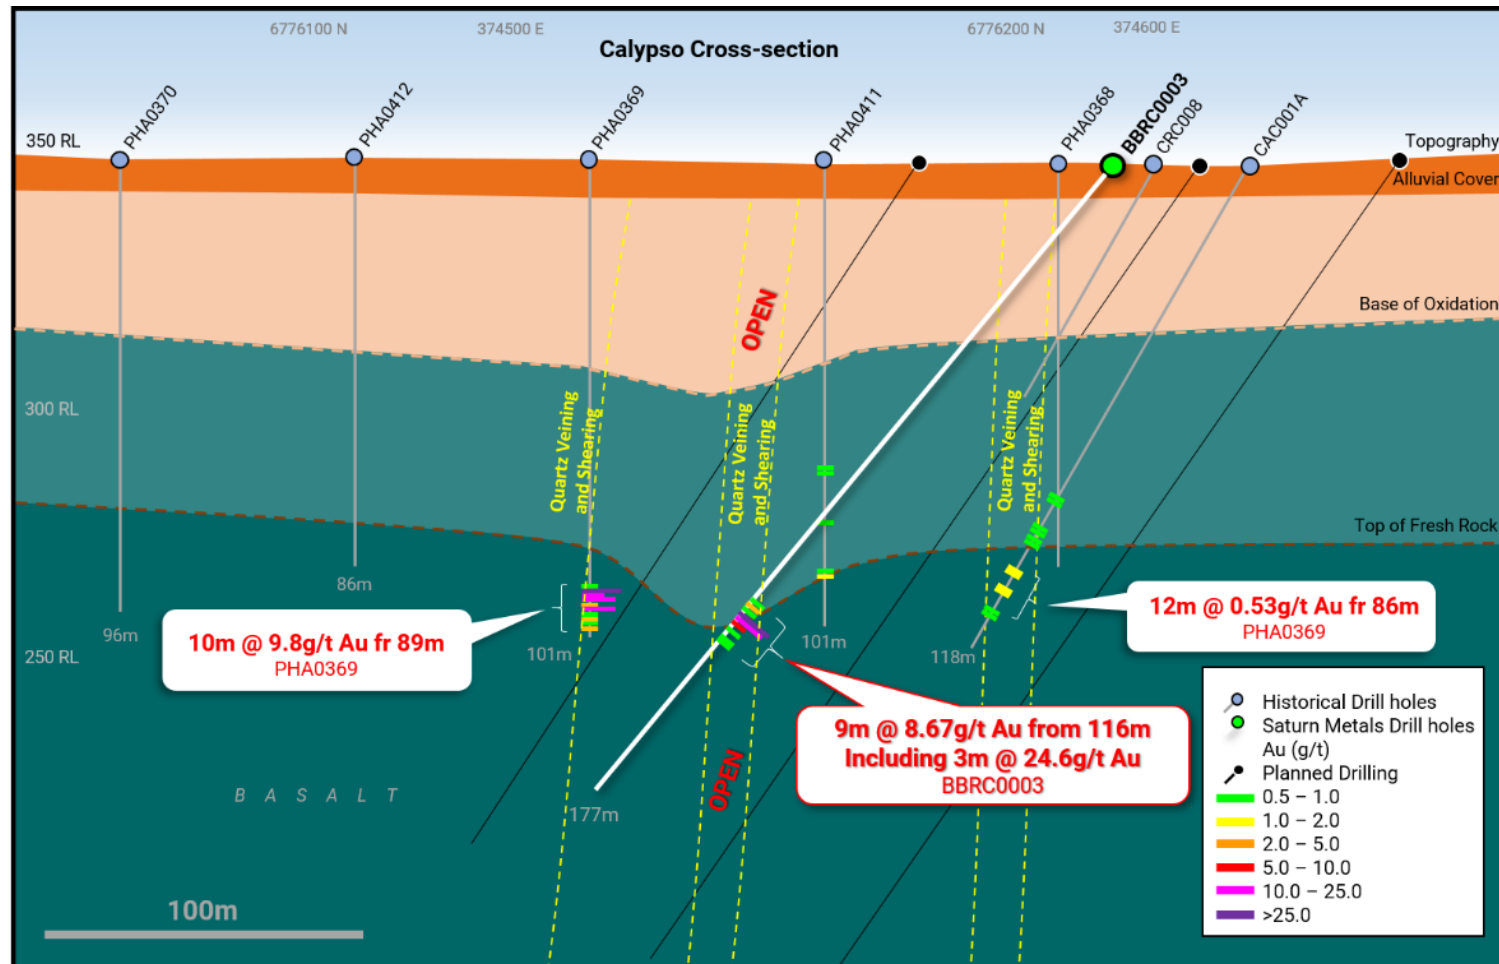 6776100 N
374500 E
6776200 N
374600 E
Calypso Cross-section
PHA0370
PHA0412
PHA0369
PHA0411
PHA0368
BBRC0003
CRC008
CAC001A
350 RL
Topography
Alluvial Cover
Base of Oxidation
OPEN
300 RL
Quartz Veining
and Shearing
Quartz Veining
and Shearing
Quartz Veining
and Shearing
Top of Fresh Rock
86m
96m
101m
101m
118m
10m @ 9.8g/t Au fr 89m
PHA0369
12m @ 0.53g/t Au fr 86m
PHA0369
250 RL
9m @ 8.67g/t Au from 116m
Including 3m @ 24.6g/t Au
BBRC0003
OPEN
BASALT
177m
100m
Historical Drill holes
Saturn Metals Drill holes
Au (g/t)
Planned Drilling
0.5 – 1.0
1.0 – 2.0
2.0 – 5.0
5.0 – 10.0
10.0 – 25.0
>25.0